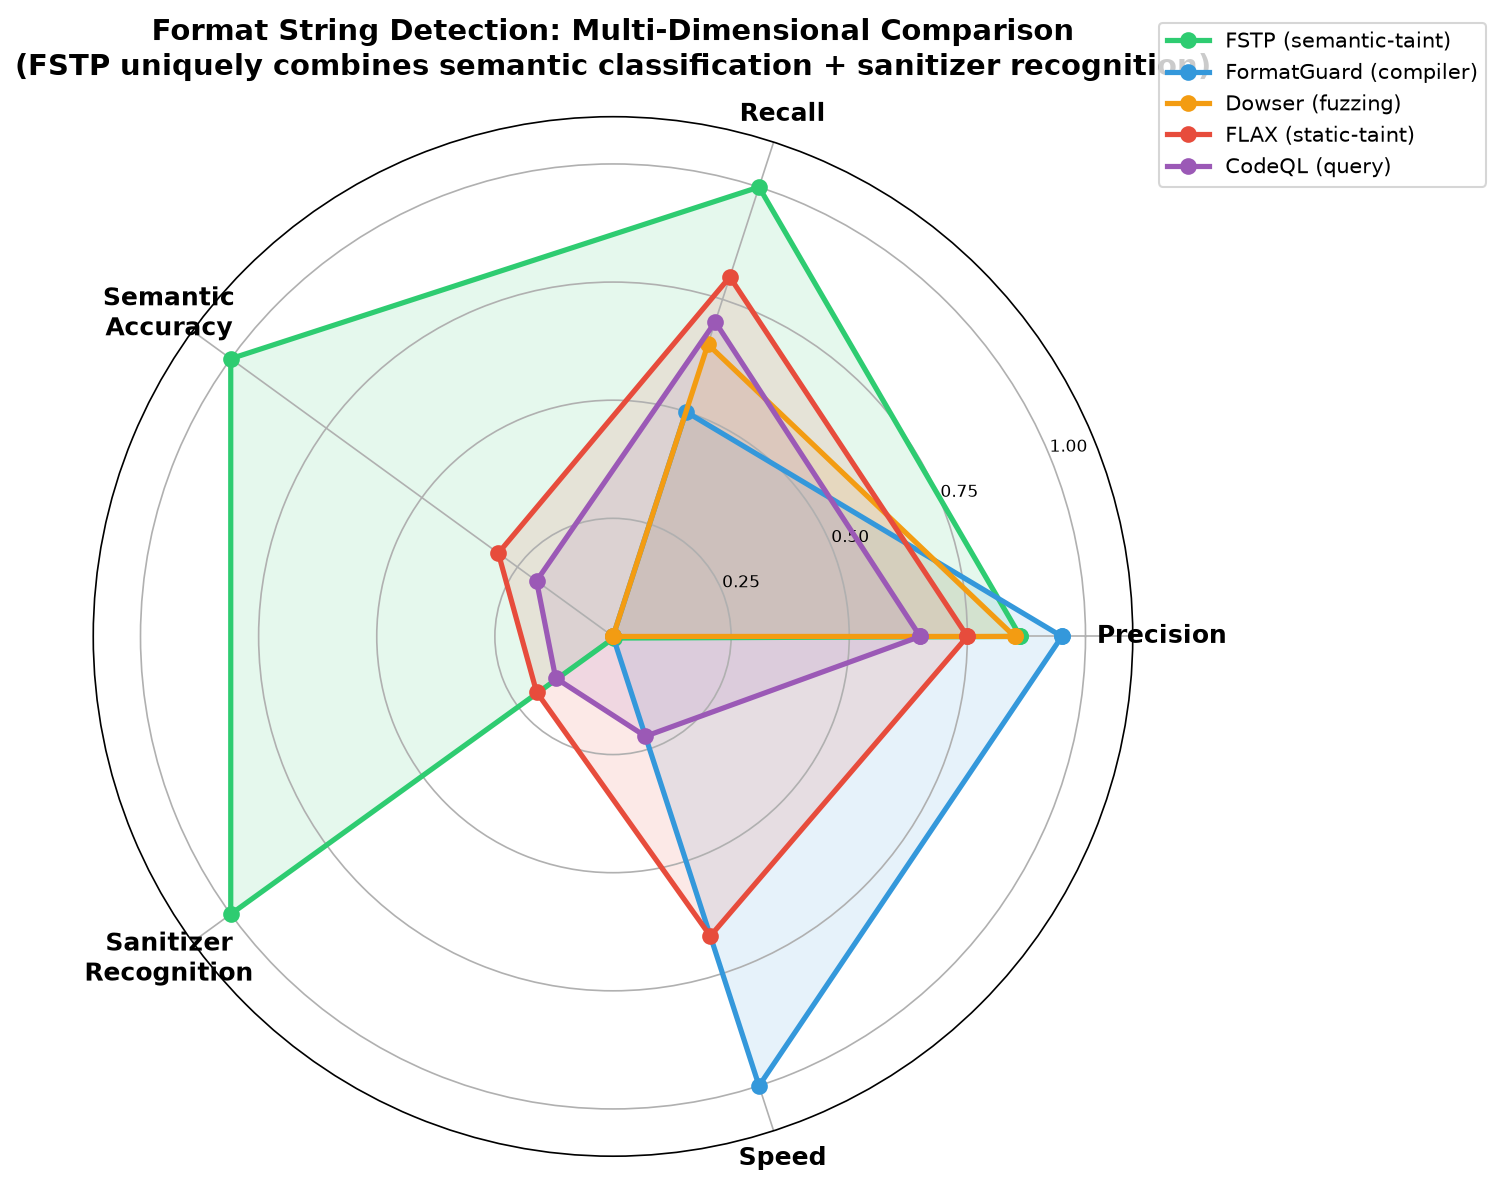 Format String Detection: Multi-Dimensional Comparison
(FSTP uniquely combines semantic classification + sanitizer recognition)
FSTP (semantic-taint)
FormatGuard (compiler)
Dowser (fuzzing)
FLAX (static-taint)
CodeQL (query)
Recall
Semantic
Accuracy
1.00
0.75
0.50
0.25
Precision
Sanitizer
Recognition
Speed